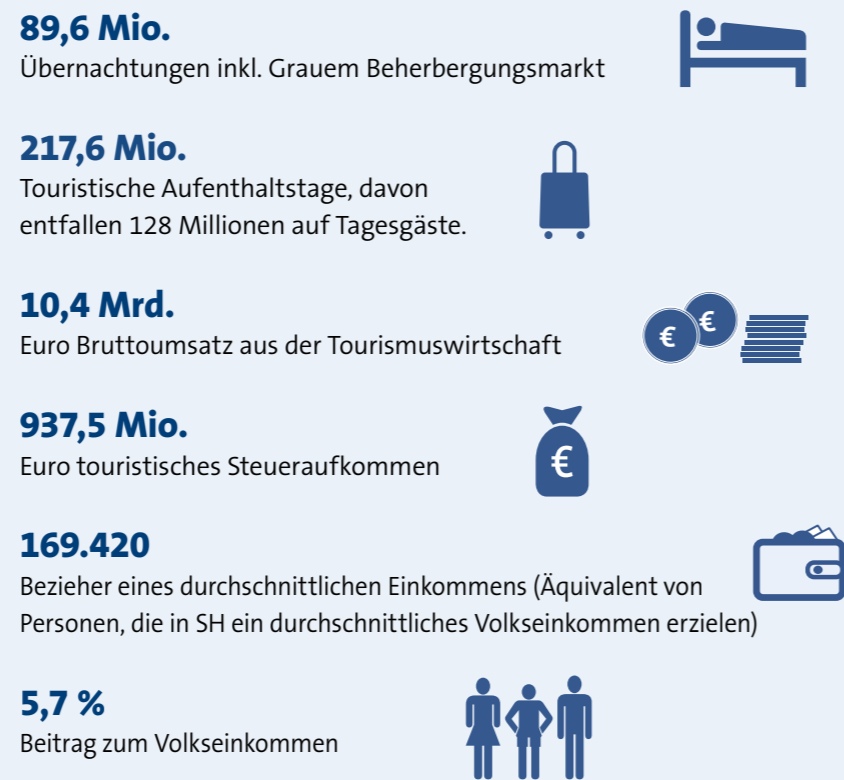 89,6 Mio.
Übernachtungen inkl. Grauem Beherbergungsmarkt
217,6 Mio.
Touristische Aufenthaltstage, davon
entfallen 128 Millionen auf Tagesgäste.
10,4 Mrd.
Euro Bruttoumsatz aus der Tourismuswirtschaft
€
€
937,5 Mio.
Euro touristisches Steueraufkommen
€
169.420
Bezieher eines durchschnittlichen Einkommens (Äquivalent von
Personen, die in SH ein durchschnittliches Volkseinkommen erzielen)
5,7 %
Beitrag zum Volkseinkommen